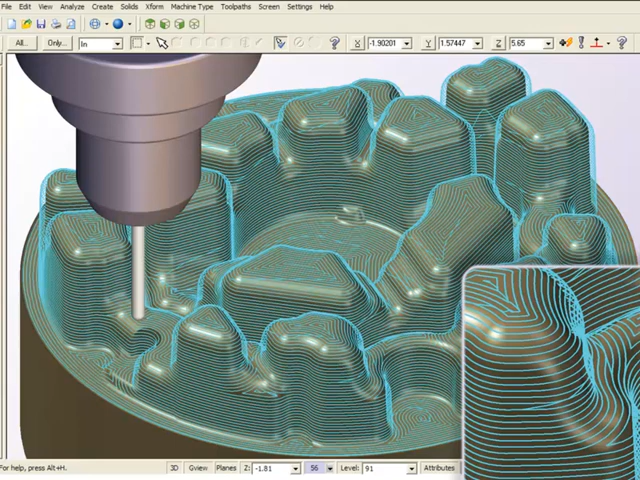 File Edit View Analyze Create Solids Xform Machine Type Toolpaths Screen Settings Help
All... Only... In X -1.90201 Y 1.57447 Z 5.65
For help, press Alt+H. 3D Gview Planes Z: -1.81 56 Level: 91 Attributes